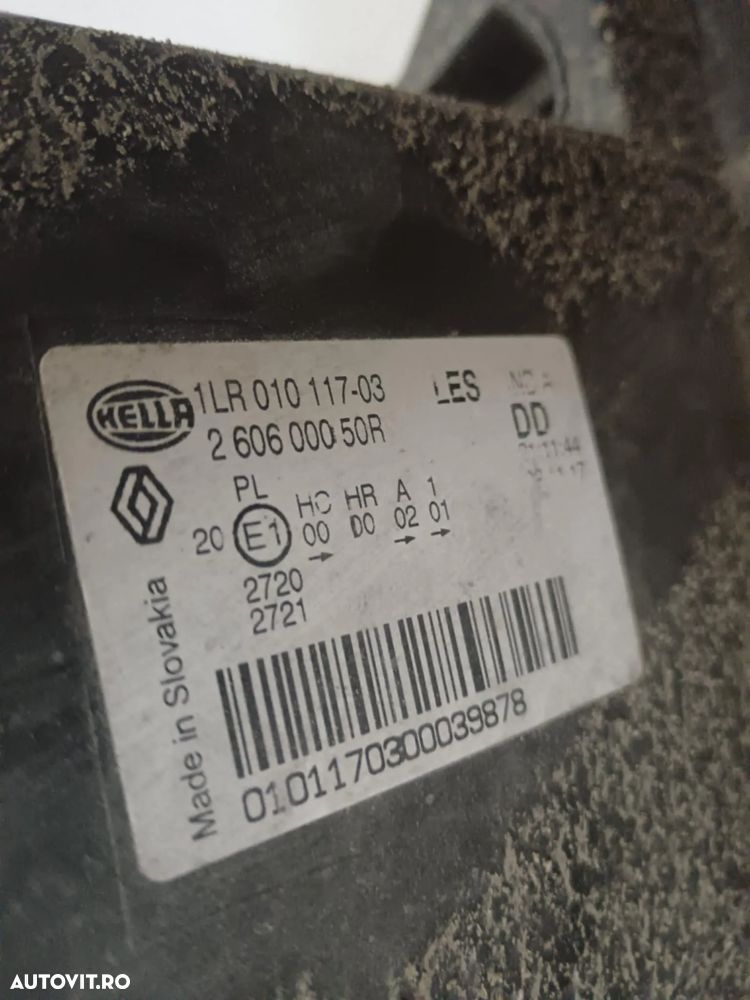 HELLA
1LR 010 117-03 LES
2 606 000 50R DD
PL HC HR A 1
20 E1 00 D0 02 01
2720
2721
Made in Slovakia
010117030003987​8
AUTOVIT.RO